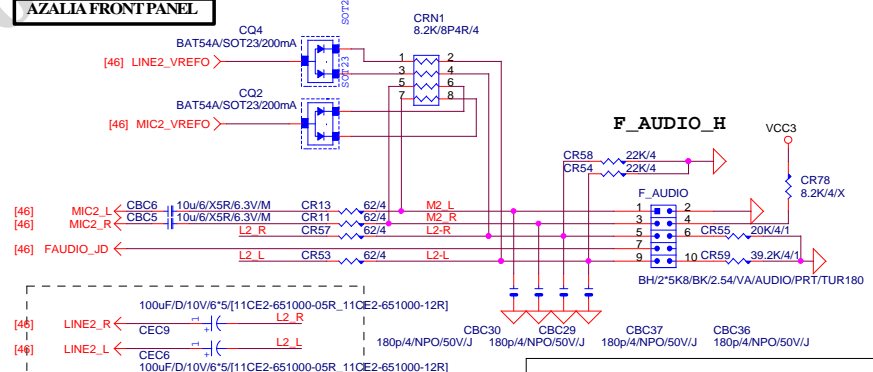 AZALIA FRONT PANEL
SOT2
CQ4
BAT54A/SOT23/200mA
CRN1
8.2K/8P4R/4
[46] LINE2_VREFO
1 2
3 4
5 6
7 8
SOT23
CQ2
BAT54A/SOT23/200mA
[46] MIC2_VREFO
F_AUDIO_H
VCC3
CR58 22K/4
CR54 22K/4
CR78
8.2K/4/X
F_AUDIO
[46] MIC2_L CBC6 10u/6/X5R/6.3V/M CR13 62/4 M2_L 1 2
[46] MIC2_R CBC5 10u/6/X5R/6.3V/M CR11 62/4 M2_R 3 4
L2_R CR57 62/4 L2-R 5 6 CR55 20K/4/1
[46] FAUDIO_JD 7
L2_L CR53 62/4 L2-L 9 10 CR59 39.2K/4/1
BH/2*5K8/BK/2.54/VA/AUDIO/PRT/TUR180
100uF/D/10V/6*5/[11CE2-651000-05R_11CE2-651000-12R]
[46] LINE2_R 1 + L2_R
CEC9
[46] LINE2_L 1 + L2_L
CEC6
100uF/D/10V/6*5/[11CE2-651000-05R_11CE2-651000-12R]
CBC30 CBC29 CBC37 CBC36
180p/4/NPO/50V/J 180p/4/NPO/50V/J 180p/4/NPO/50V/J 180p/4/NPO/50V/J